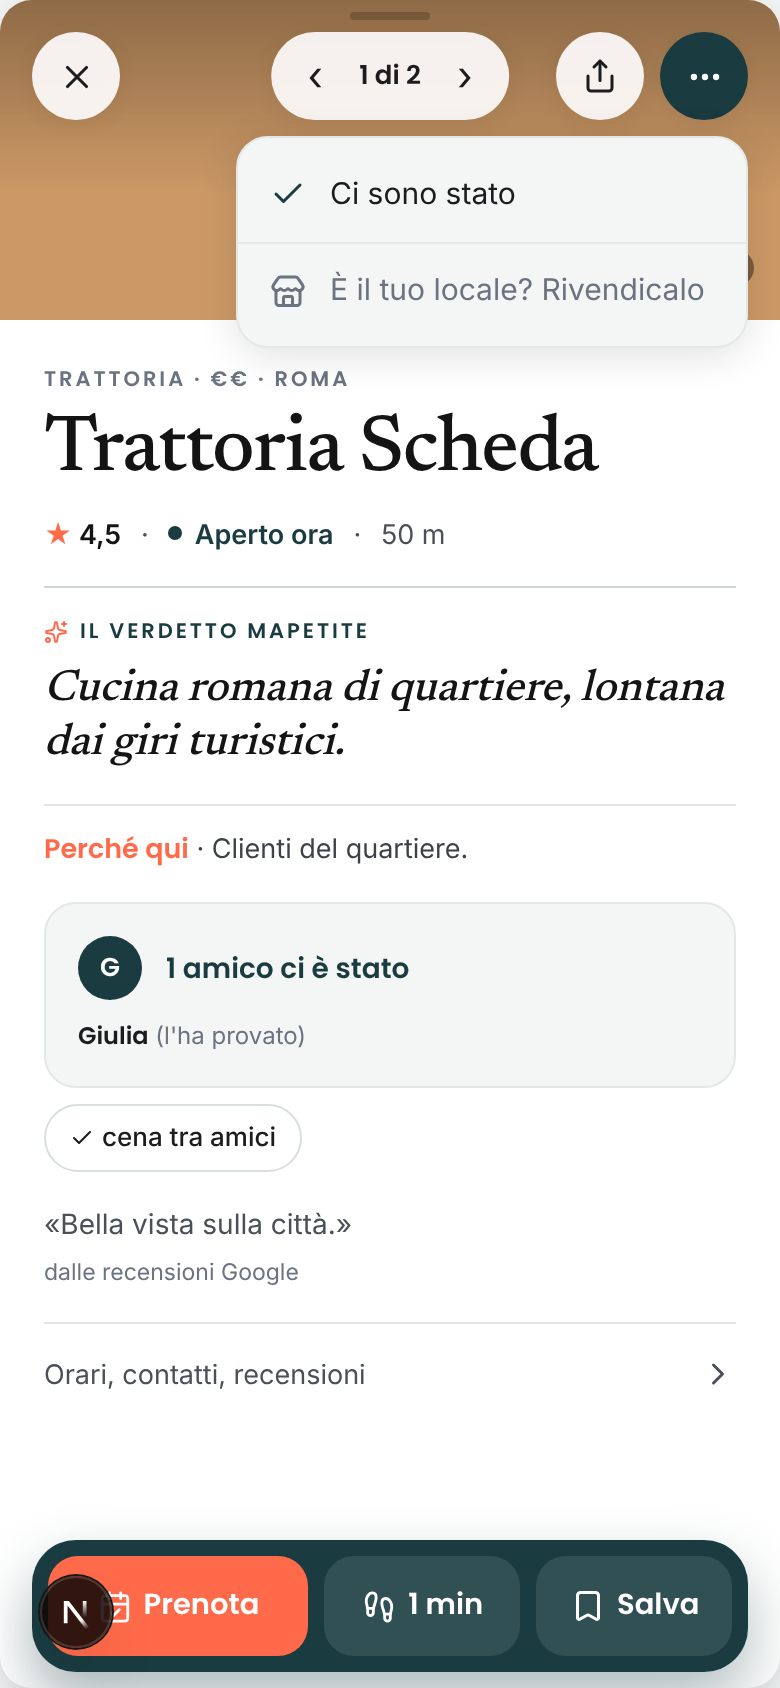 1 di 2
Ci sono stato
È il tuo locale? Rivendicalo
TRATTORIA · €€ · ROMA
Trattoria Scheda
4,5 · Aperto ora · 50 m
IL VERDETTO MAPETITE
Cucina romana di quartiere, lontana
dai giri turistici.
Perché qui · Clienti del quartiere.
G
1 amico ci è stato
Giulia (l'ha provato)
cena tra amici
«Bella vista sulla città.»
dalle recensioni Google
Orari, contatti, recensioni
N
Prenota
1 min
Salva